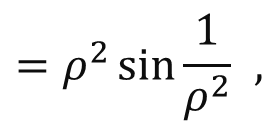 = ρ² sin 1/ρ² ,